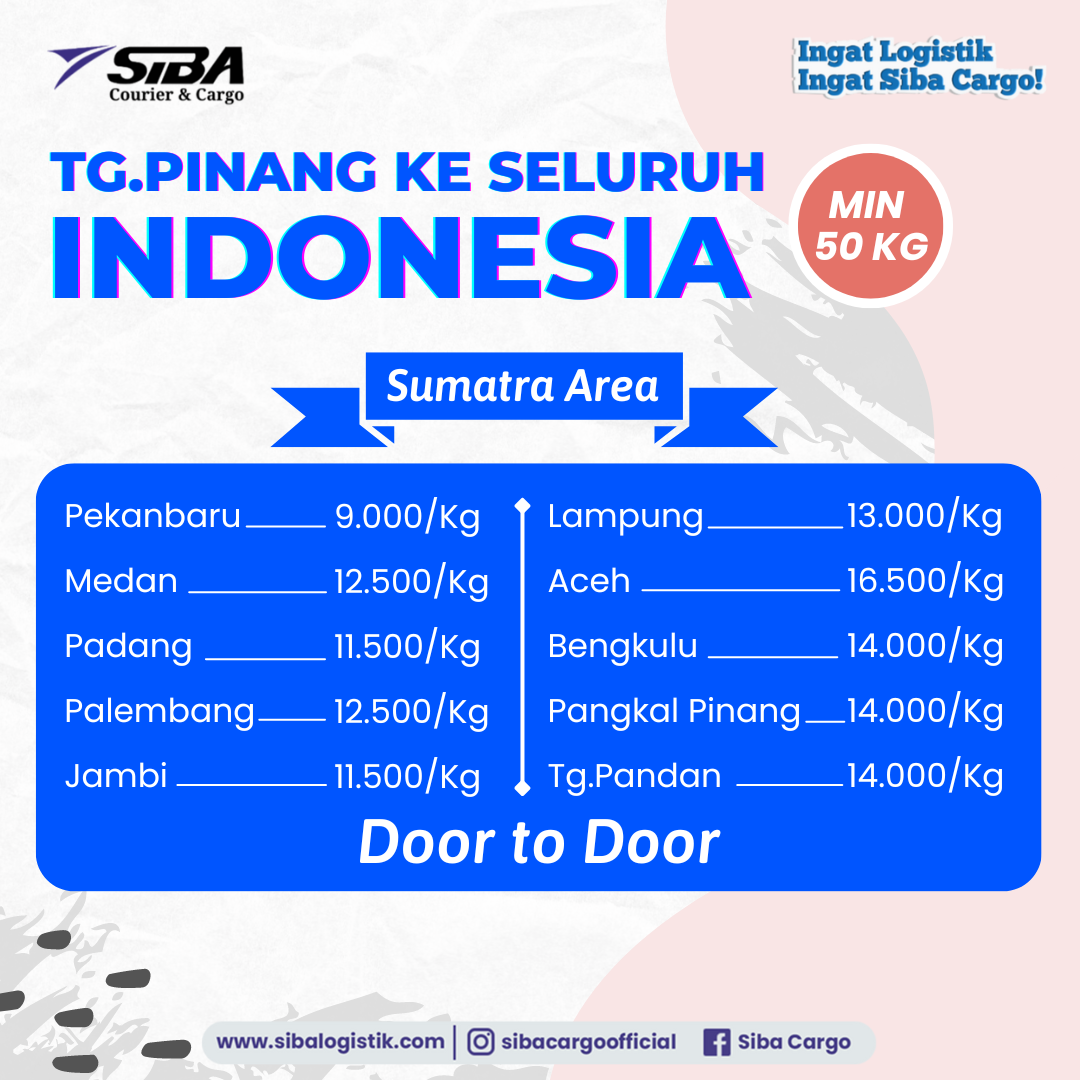 SIBA
Courier & Cargo
Ingat Logistik
Ingat Siba Cargo!
TG.PINANG KE SELURUH
INDONESIA
MIN
50 KG
Sumatra Area
Pekanbaru 9.000/Kg
Medan 12.500/Kg
Padang 11.500/Kg
Palembang 12.500/Kg
Jambi 11.500/Kg
Lampung 13.000/Kg
Aceh 16.500/Kg
Bengkulu 14.000/Kg
Pangkal Pinang 14.000/Kg
Tg.Pandan 14.000/Kg
Door to Door
www.sibalogistik.com | sibacargoofficial Siba Cargo